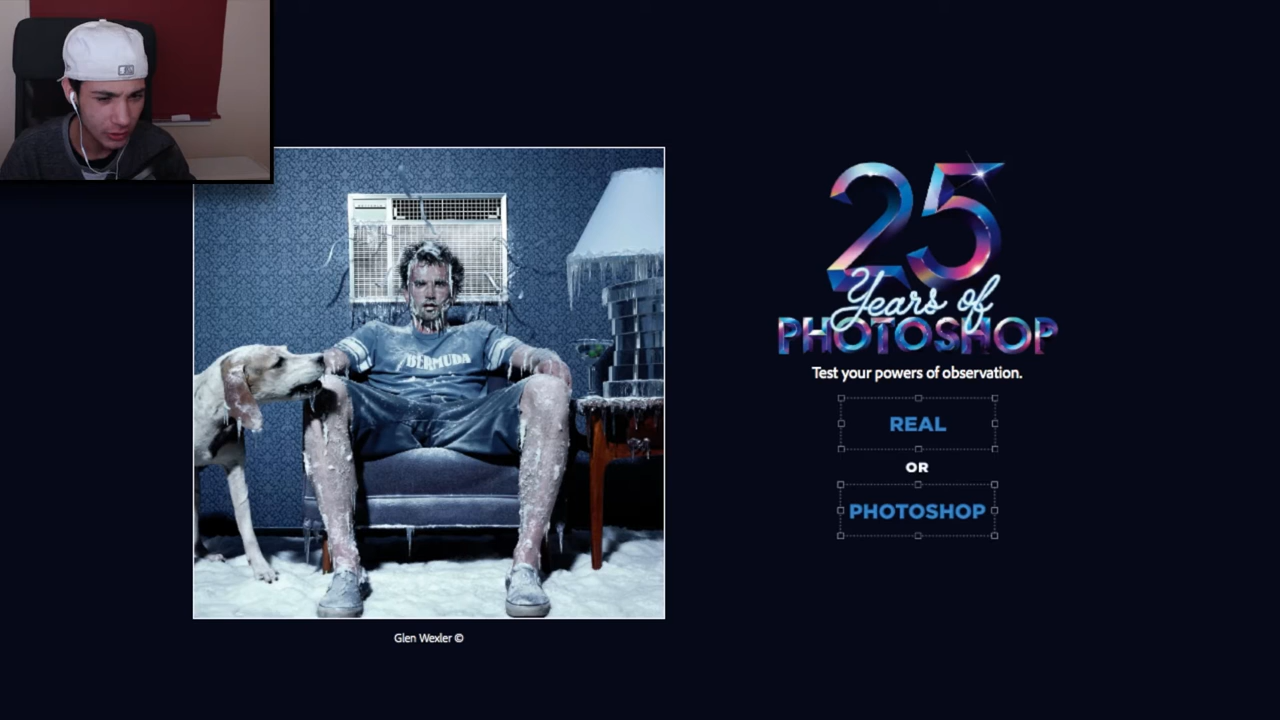 25
Years of
PHOTOSHOP
Test your powers of observation.
REAL
OR
PHOTOSHOP
BERMUDA
Glen Wexler ©